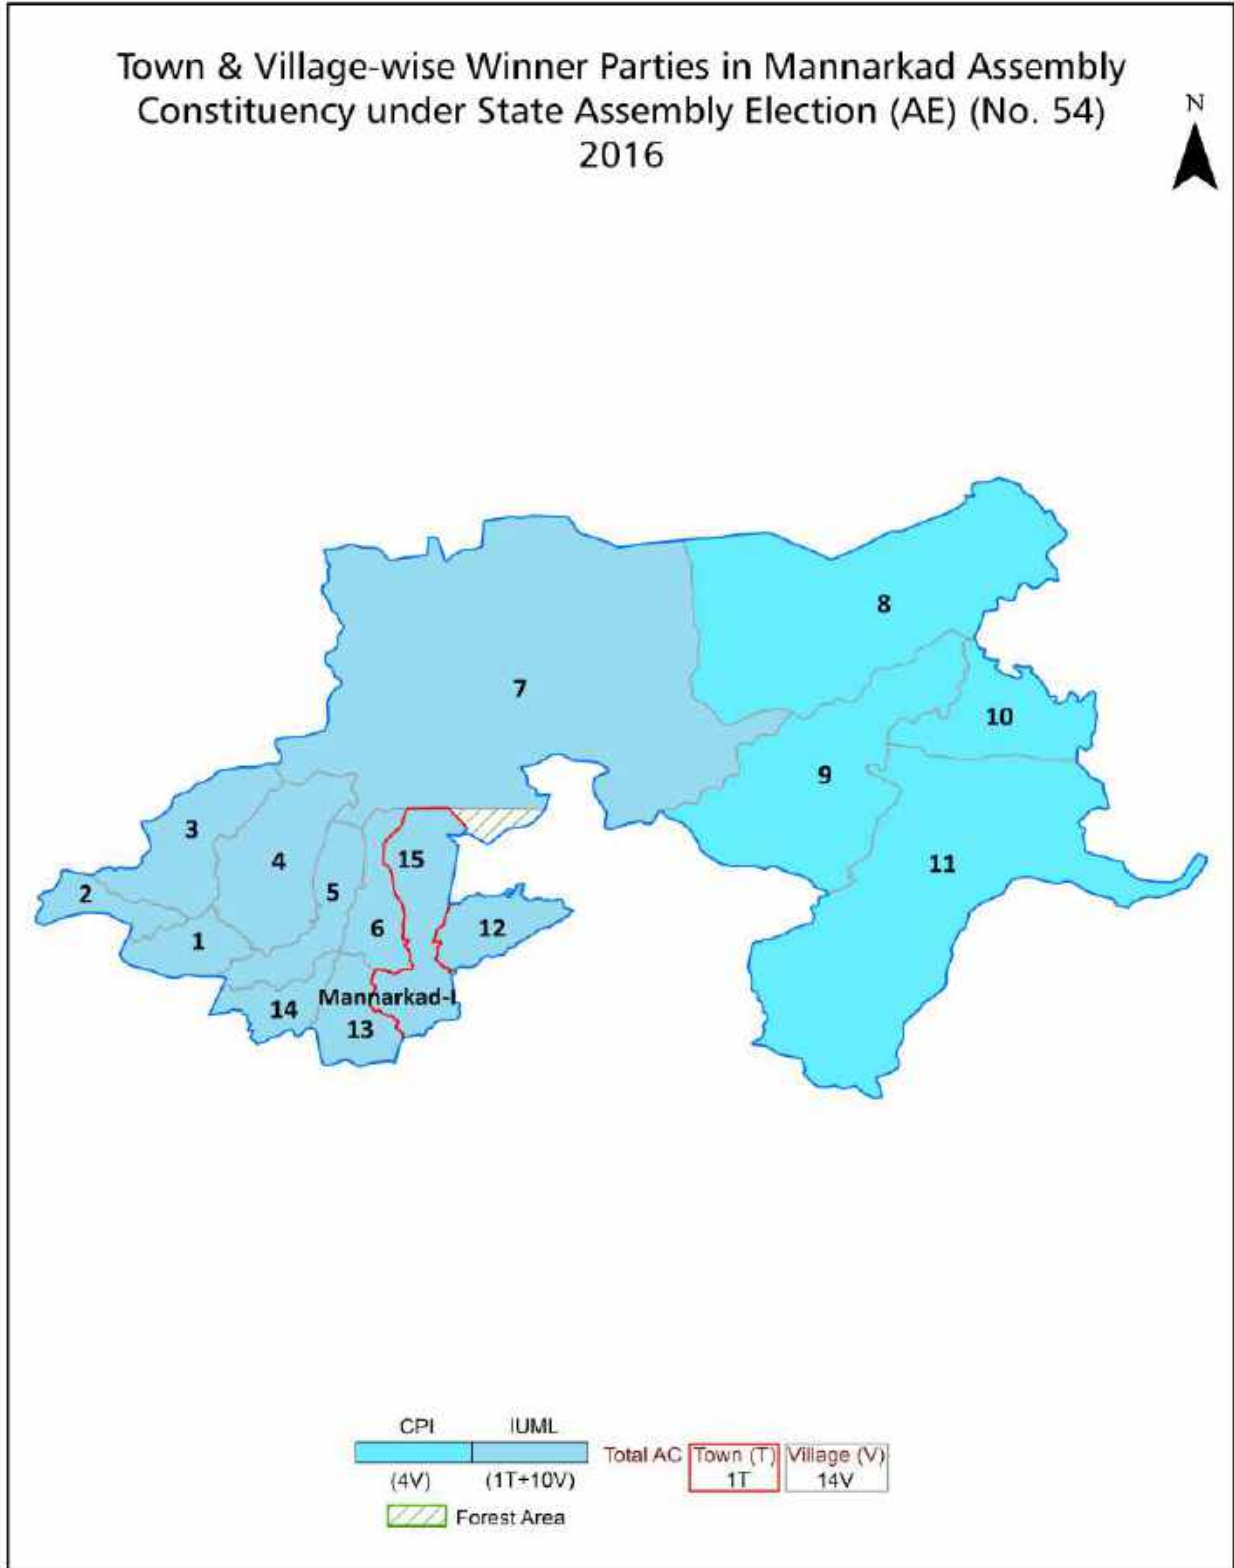 Town & Village-wise Winner Parties in Mannarkad Assembly
Constituency under State Assembly Election (AE) (No. 54)
2016
N
8
7
10
9
3
15
4
11
5
2
6
12
1
Mannarkad-I
14
13
CPI IUML
Total AC Town (T) Village (V)
(4V) (1T+10V) 1T 14V
Forest Area